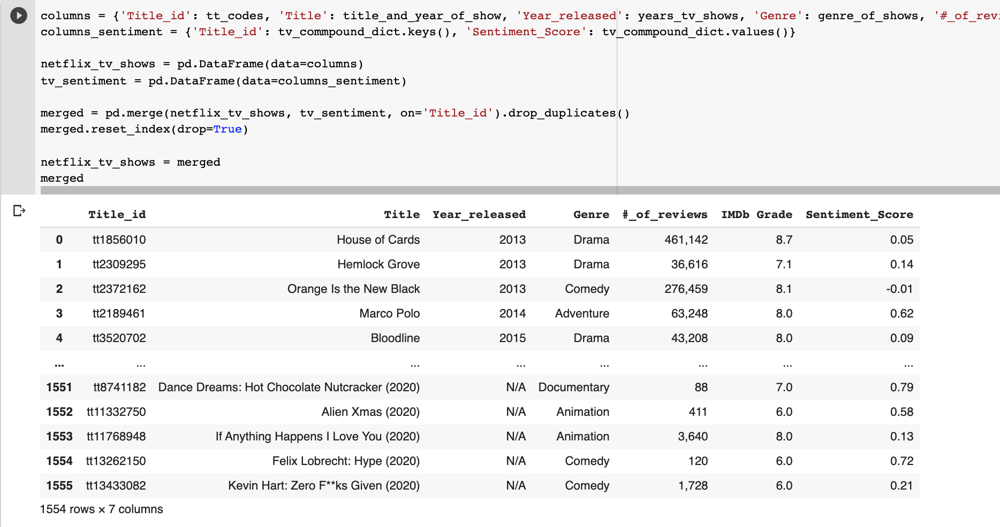 columns = {'Title_id': tt_codes, 'Title': title_and_year_of_show, 'Year_released': years_tv_shows, 'Genre': genre_of_shows, '#_of_revi
columns_sentiment = {'Title_id': tv_commpound_dict.keys(), 'Sentiment_Score': tv_commpound_dict.values()}
netflix_tv_shows = pd.DataFrame(data=columns)
tv_sentiment = pd.DataFrame(data=columns_sentiment)
merged = pd.merge(netflix_tv_shows, tv_sentiment, on='Title_id').drop_duplicates()
merged.reset_index(drop=True)
netflix_tv_shows = merged
merged
Title_id Title Year_released Genre #_of_reviews IMDb Grade Sentiment_Score
0 tt1856010 House of Cards 2013 Drama 461,142 8.7 0.05
1 tt2309295 Hemlock Grove 2013 Drama 36,616 7.1 0.14
2 tt2372162 Orange Is the New Black 2013 Comedy 276,459 8.1 -0.01
3 tt2189461 Marco Polo 2014 Adventure 63,248 8.0 0.62
4 tt3520702 Bloodline 2015 Drama 43,208 8.0 0.09
... ... ... ... ... ... ... ...
1551 tt8741182 Dance Dreams: Hot Chocolate Nutcracker (2020) N/A Documentary 88 7.0 0.79
1552 tt11332750 Alien Xmas (2020) N/A Animation 411 6.0 0.58
1553 tt11768948 If Anything Happens I Love You (2020) N/A Animation 3,640 8.0 0.13
1554 tt13262150 Felix Lobrecht: Hype (2020) N/A Comedy 120 6.0 0.72
1555 tt13433082 Kevin Hart: Zero F**ks Given (2020) N/A Comedy 1,728 6.0 0.21
1554 rows × 7 columns